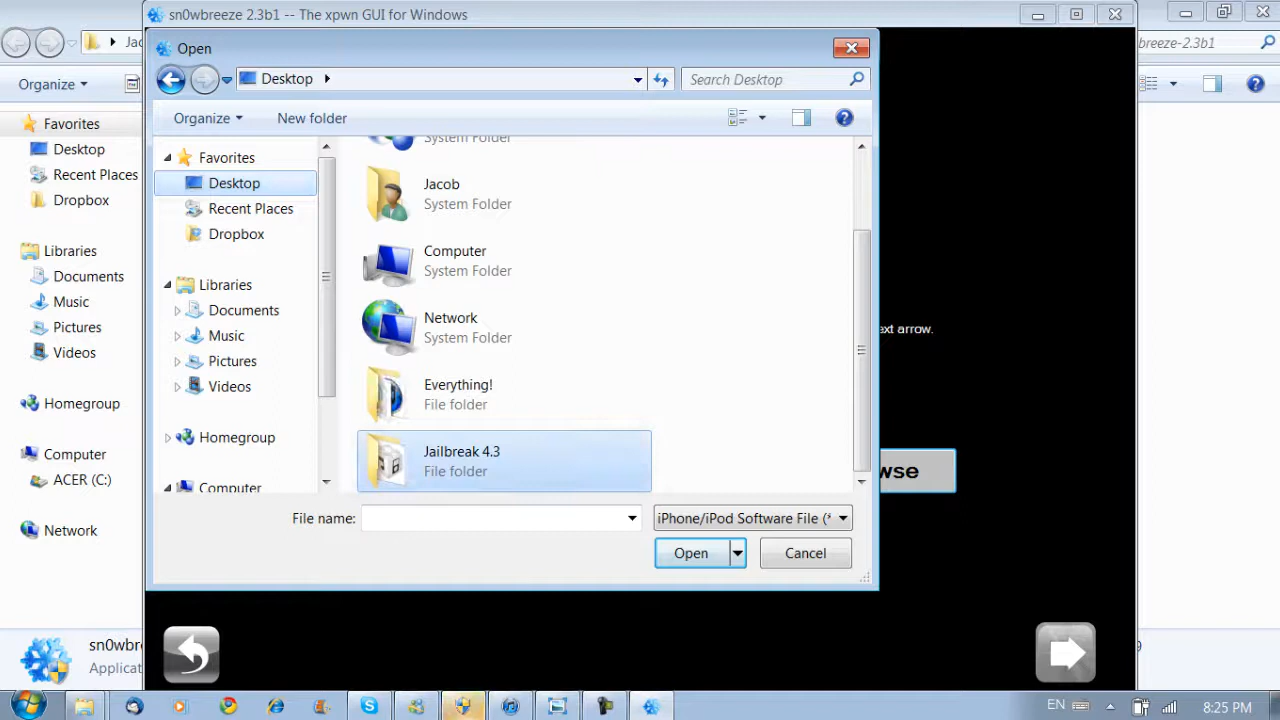 sn0wbreeze 2.3b1 -- The xpwn GUI for Windows
Open
Desktop
Search Desktop
Organize
New folder
Favorites
Desktop
Recent Places
Dropbox
Libraries
Documents
Music
Pictures
Videos
Homegroup
Computer
System Folder
Jacob
System Folder
Computer
System Folder
Network
System Folder
Everything!
File folder
Jailbreak 4.3
File folder
File name:
iPhone/iPod Software File (*
Open
Cancel
Jac
Organize
Favorites
Desktop
Recent Places
Dropbox
Libraries
Documents
Music
Pictures
Videos
Homegroup
Computer
ACER (C:)
Network
sn0wbre
Applicat
eeze-2.3b1
ext arrow.
wse
EN
8:25 PM